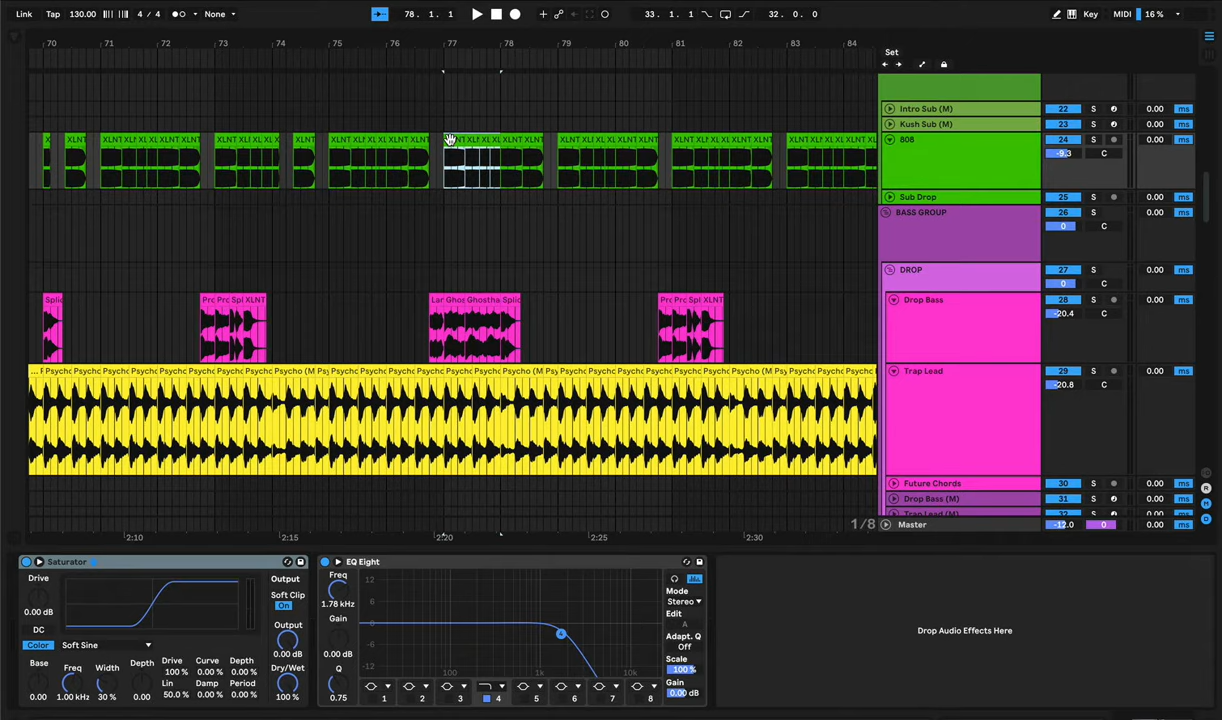 Link Tap 130.00 4 / 4 None 78. 1. 1 33. 1. 1 32. 0. 0 Key MIDI 16 %
70 71 72 73 74 75 76 77 78 79 80 81 82 83 84
Set
Intro Sub (M) 22 S 0.00 ms
Kush Sub (M) 23 S 0.00 ms
808 24 S 0.00 ms
-9.3 C
Sub Drop 25 S 0.00 ms
BASS GROUP 26 S 0.00 ms
0 C
DROP 27 S 0.00 ms
0 C
Splic Prc Prc Spl XLNT Lar Ghos Ghostha Splic Prc Prc Spl XLNT
Drop Bass 28 S 0.00 ms
-20.4 C
Trap Lead 29 S 0.00 ms
-20.8 C
Future Chords 30 S 0.00 ms
Drop Bass (M) 31 S 0.00 ms
Trap Lead (M) 32 S 0.00 ms
1/8 Master -12.0 0 0.00 ms
2:10 2:15 2:20 2:25 2:30
Saturator
Drive
0.00 dB
DC
Color Soft Sine
Base Freq Width Depth
0.00 1.00 kHz 30 % 0.00
Drive Curve Depth
100 % 0.00 % 0.00 %
Lin Damp Period
50.0 % 0.00 % 0.00 %
Output
Soft Clip
On
Output
0.00 dB
Dry/Wet
100 %
EQ Eight
Freq
1.78 kHz
Gain
0.00 dB
Q
0.75
12
6
0
-6
-12
100 1k 10k
4
1 2 3 4 5 6 7 8
Mode
Stereo
Edit
A
Adapt. Q
Off
Scale
100 %
Gain
0.00 dB
Drop Audio Effects Here